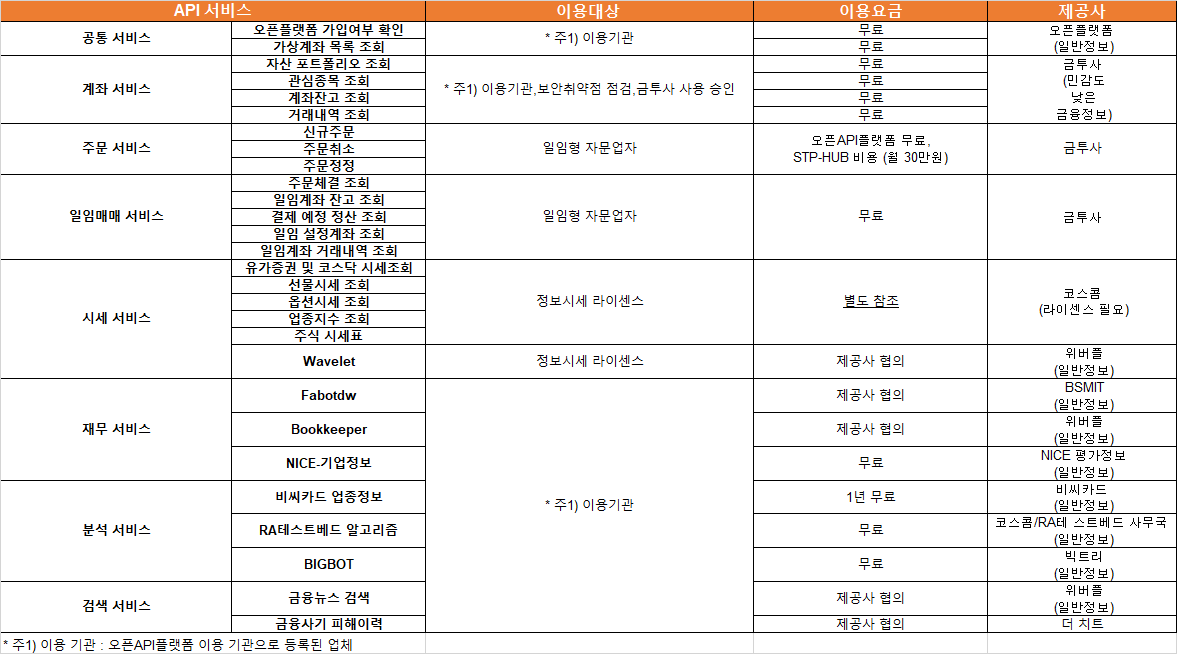 API 서비스 이용대상 이용요금 제공사
공통 서비스
오픈플랫폼 가입여부 확인
가상계좌 목록 조회
* 주1) 이용기관
무료
무료
오픈플랫폼
(일반정보)
계좌 서비스
자산 포트폴리오 조회
관심종목 조회
계좌잔고 조회
거래내역 조회
* 주1) 이용기관,보안취약점 점검,금투사 사용 승인
무료
무료
무료
무료
금투사
(민감도
낮은
금융정보)
주문 서비스
신규주문
주문취소
주문정정
일임형 자문업자
오픈API플랫폼 무료,
STP-HUB 비용 (월 30만원)
금투사
일임매매 서비스
주문체결 조회
일임계좌 잔고 조회
결제 예정 정산 조회
일임 설정계좌 조회
일임계좌 거래내역 조회
일임형 자문업자
무료
금투사
시세 서비스
유가증권 및 코스닥 시세조회
선물시세 조회
옵션시세 조회
업종지수 조회
주식 시세표
정보시세 라이센스
별도 참조
코스콤
(라이센스 필요)
Wavelet
정보시세 라이센스
제공사 협의
위버플
(일반정보)
재무 서비스
Fabotdw
제공사 협의
BSMIT
(일반정보)
Bookkeeper
제공사 협의
위버플
(일반정보)
NICE-기업정보
무료
NICE 평가정보
(일반정보)
* 주1) 이용기관
분석 서비스
비씨카드 업종정보
1년 무료
비씨카드
(일반정보)
RA테스트베드 알고리즘
무료
코스콤/RA테 스트베드 사무국
(일반정보)
BIGBOT
무료
빅트리
(일반정보)
검색 서비스
금융뉴스 검색
제공사 협의
위버플
(일반정보)
금융사기 피해이력
제공사 협의
더 치트
* 주1) 이용 기관 : 오픈API플랫폼 이용 기관으로 등록된 업체